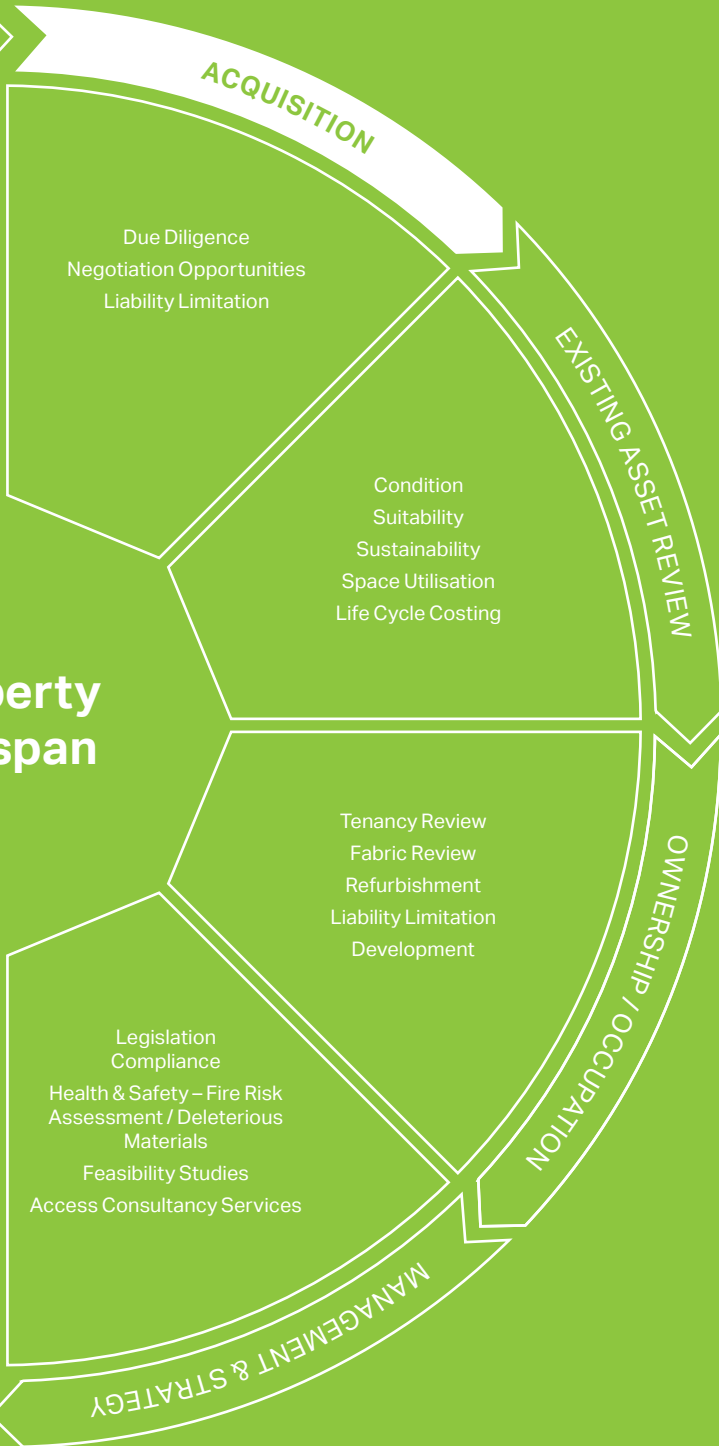 ACQUISITION
Due Diligence
Negotiation Opportunities
Liability Limitation
EXISTING ASSET REVIEW
Condition
Suitability
Sustainability
Space Utilisation
Life Cycle Costing
perty
span
OWNERSHIP / OCCUPATION
Tenancy Review
Fabric Review
Refurbishment
Liability Limitation
Development
Legislation
Compliance
Health & Safety – Fire Risk
Assessment / Deleterious
Materials
Feasibility Studies
Access Consultancy Services
MANAGEMENT & STRATEGY